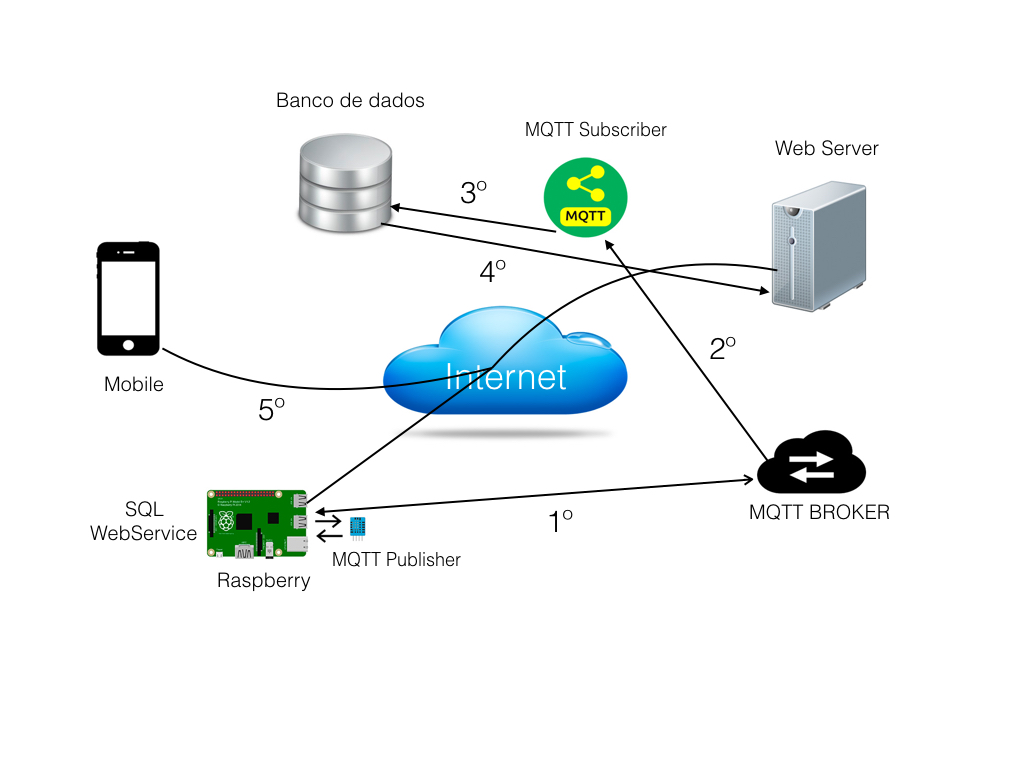 Banco de dados
MQTT Subscriber
Web Server
3º
MQTT
4º
2º
Internet
Mobile
5º
SQL
WebService
1º
MQTT BROKER
MQTT Publisher
Raspberry